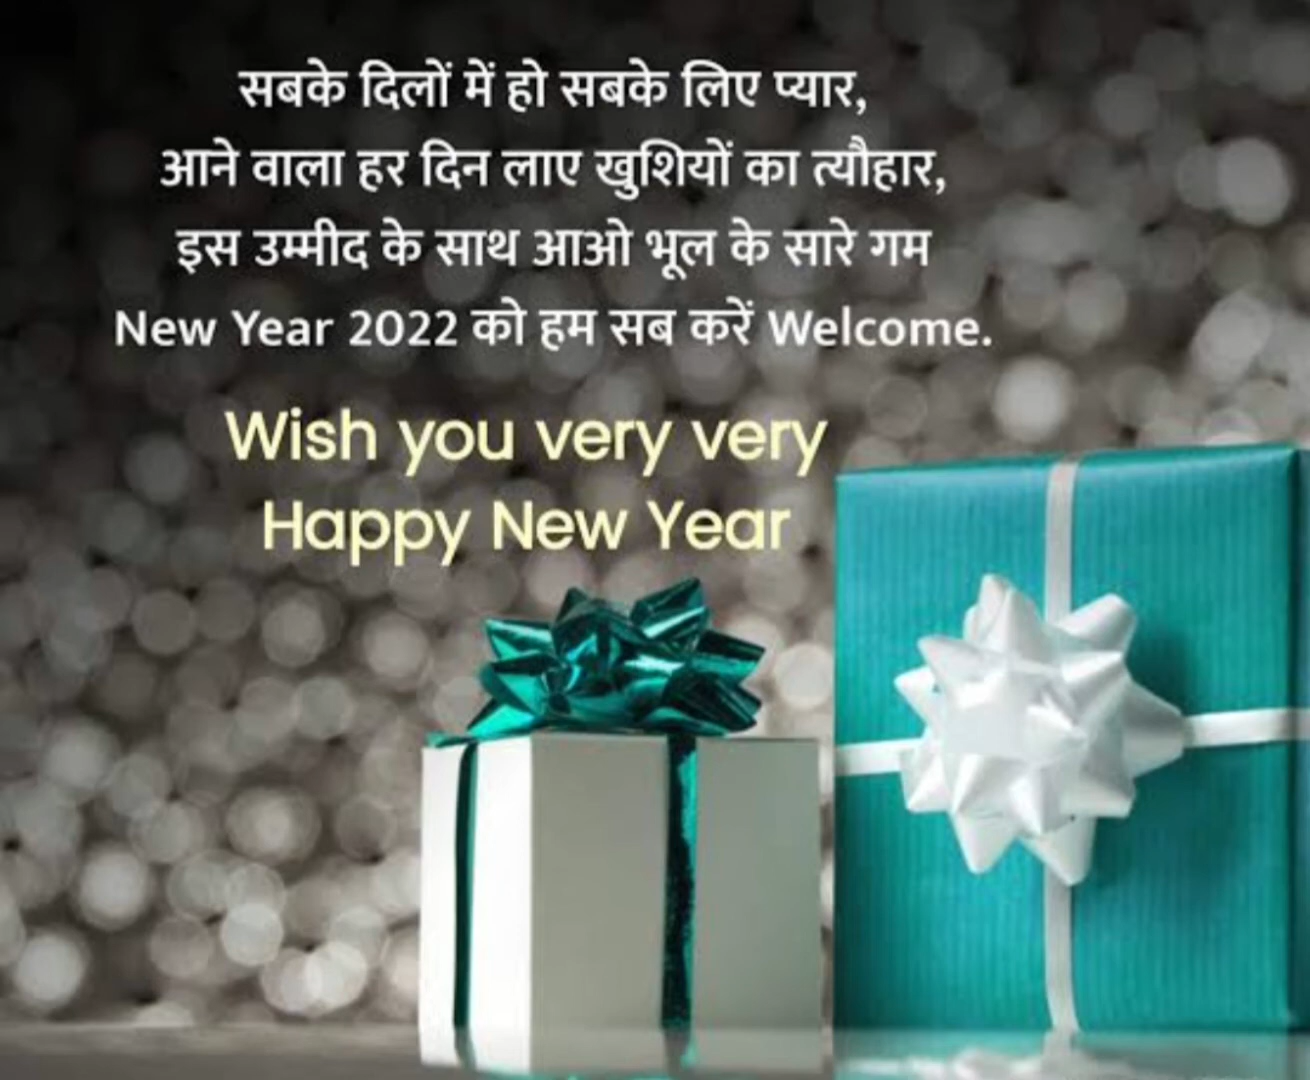 सबके दिलों में हो सबके लिए प्यार,
आने वाला हर दिन लाए खुशियों का त्यौहार,
इस उम्मीद के साथ आओ भूल के सारे गम
New Year 2022 को हम सब करें Welcome.
Wish you very very
Happy New Year